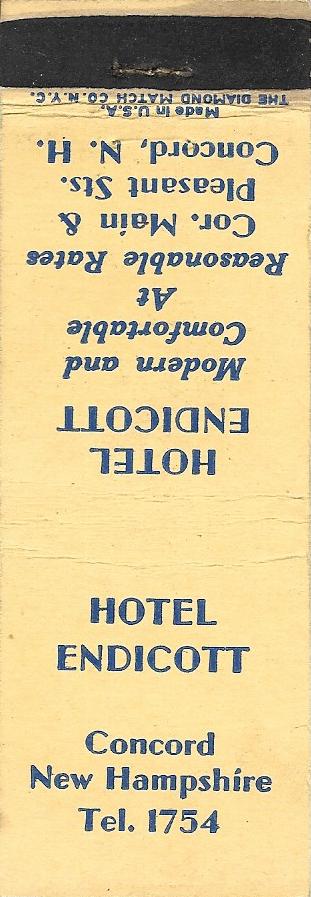 HOTEL
ENDICOTT
Concord
New Hampshire
Tel. 1754
HOTEL
ENDICOTT
Modern and
Comfortable
At
Reasonable Rates
Cor. Main &
Pleasant Sts.
Concord, N. H.
Made in U.S.A.
THE DIAMOND MATCH CO. N.Y.C.